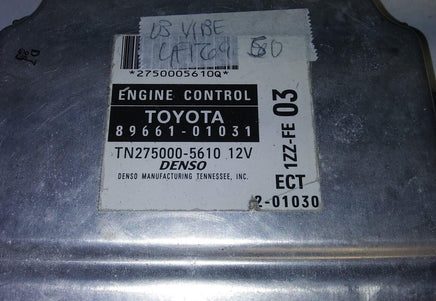 03 VIBE
*2750005610Q*
ENGINE CONTROL
TOYOTA
89661-01031
TN275000-5610 12V
DENSO
DENSO MANUFACTURING TENNESSEE, INC.
1ZZ-FE 03
ECT
2-01030